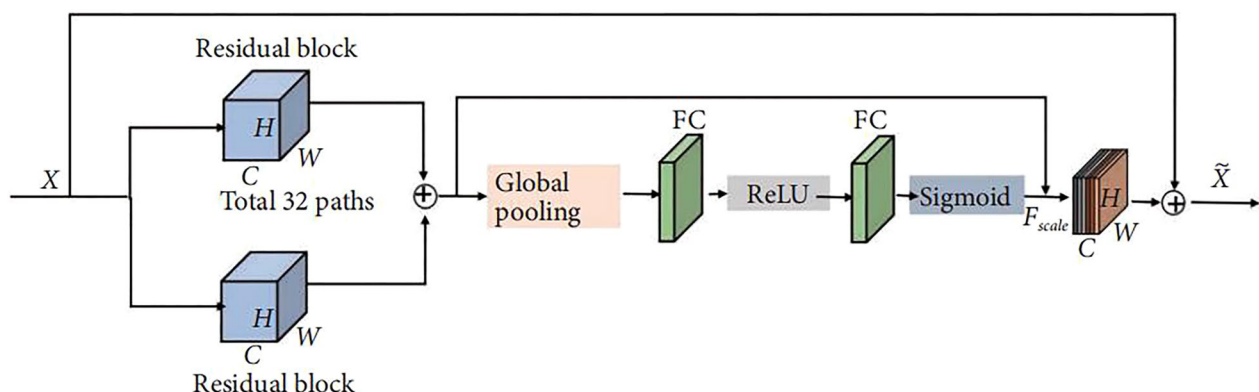 Residual block
H
W
C
X
Total 32 paths
H
W
C
Residual block
Global
pooling
FC
ReLU
FC
Sigmoid
F_scale
H
W
C
X̃